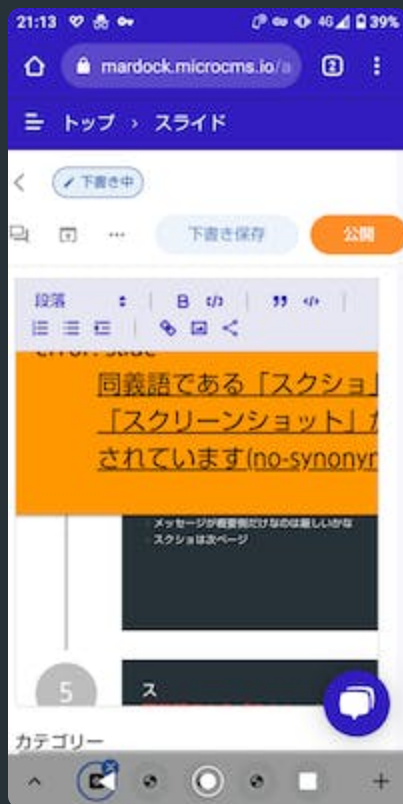 21:13
4G 39%
mardock.microcms.io/a
2
トップ › スライド
下書き中
下書き保存
公開
段落
B
error: slide
同義語である「スクショ」
「スクリーンショット」が
されています(no-synonym
メッセージが概要側だけなのは厳しいかな
スクショは次ページ
5
ス
カテゴリー